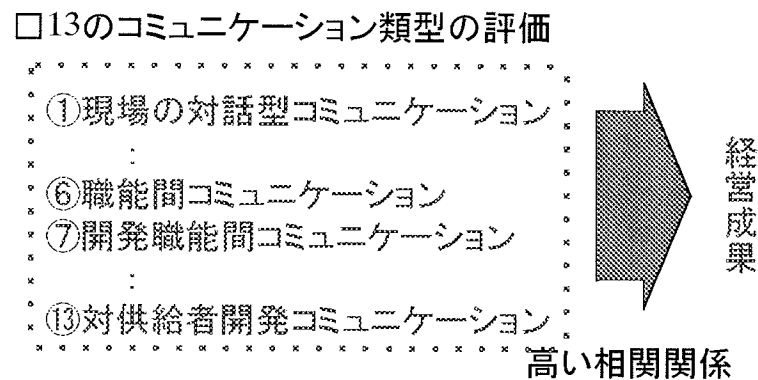 □13のコミュニケーション類型の評価
①現場の対話型コミュニケーション
:
⑥職能間コミュニケーション
⑦開発職能間コミュニケーション
:
⑬対供給者開発コミュニケーション
経営成果
高い相関関係